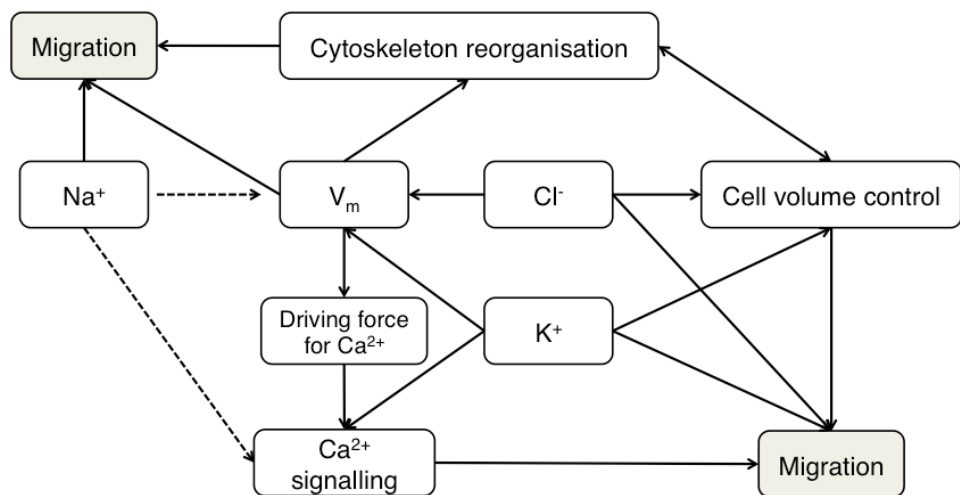 Migration
Cytoskeleton reorganisation
Na⁺
Vₘ
Cl⁻
Cell volume control
Driving force
for Ca²⁺
K⁺
Ca²⁺
signalling
Migration